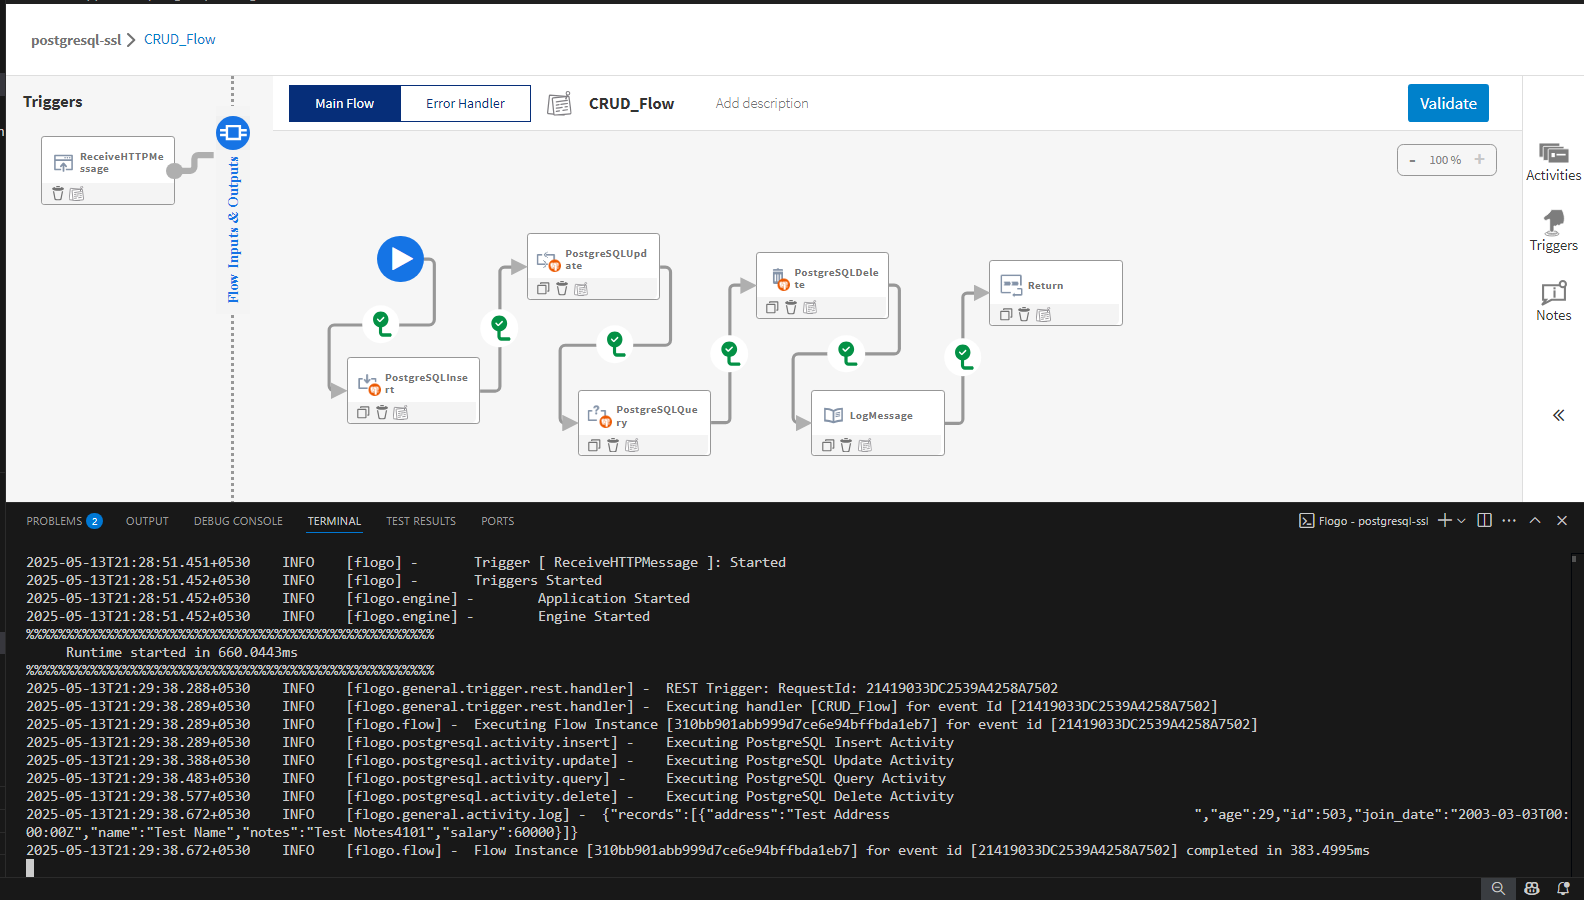 postgresql-ssl
CRUD_Flow
Triggers
Main Flow
Error Handler
CRUD_Flow
Add description
Validate
ReceiveHTTPMe
ssage
Flow Inputs & Outputs
- 100 % +
Activities
Triggers
Notes
PostgreSQLUpd
ate
PostgreSQLDele
te
Return
PostgreSQLInse
rt
PostgreSQLQue
ry
LogMessage
PROBLEMS 2 OUTPUT DEBUG CONSOLE TERMINAL TEST RESULTS PORTS
Flogo - postgresql-ssl
2025-05-13T21:28:51.451+0530 INFO [flogo] - Trigger [ ReceiveHTTPMessage ]: Started
2025-05-13T21:28:51.452+0530 INFO [flogo] - Triggers Started
2025-05-13T21:28:51.452+0530 INFO [flogo.engine] - Application Started
2025-05-13T21:28:51.452+0530 INFO [flogo.engine] - Engine Started
%%%%%%%%%%%%%%%%%%%%%%%%%%%%%%%%%%%%%%%%%%%%%%%%%%%
Runtime started in 660.0443ms
%%%%%%%%%%%%%%%%%%%%%%%%%%%%%%%%%%%%%%%%%%%%%%%%%%%
2025-05-13T21:29:38.288+0530 INFO [flogo.general.trigger.rest.handler] - REST Trigger: RequestId: 21419033DC2539A4258A7502
2025-05-13T21:29:38.289+0530 INFO [flogo.general.trigger.rest.handler] - Executing handler [CRUD_Flow] for event Id [21419033DC2539A4258A7502]
2025-05-13T21:29:38.289+0530 INFO [flogo.flow] - Executing Flow Instance [310bb901abb999d7ce6e94bffbda1eb7] for event id [21419033DC2539A4258A7502]
2025-05-13T21:29:38.289+0530 INFO [flogo.postgresql.activity.insert] - Executing PostgreSQL Insert Activity
2025-05-13T21:29:38.388+0530 INFO [flogo.postgresql.activity.update] - Executing PostgreSQL Update Activity
2025-05-13T21:29:38.483+0530 INFO [flogo.postgresql.activity.query] - Executing PostgreSQL Query Activity
2025-05-13T21:29:38.577+0530 INFO [flogo.postgresql.activity.delete] - Executing PostgreSQL Delete Activity
2025-05-13T21:29:38.672+0530 INFO [flogo.general.activity.log] - {"records":[{"address":"Test Address ","age":29,"id":503,"join_date":"2003-03-03T00:
00:00Z","name":"Test Name","notes":"Test Notes4101","salary":60000}]}
2025-05-13T21:29:38.672+0530 INFO [flogo.flow] - Flow Instance [310bb901abb999d7ce6e94bffbda1eb7] for event id [21419033DC2539A4258A7502] completed in 383.4995ms